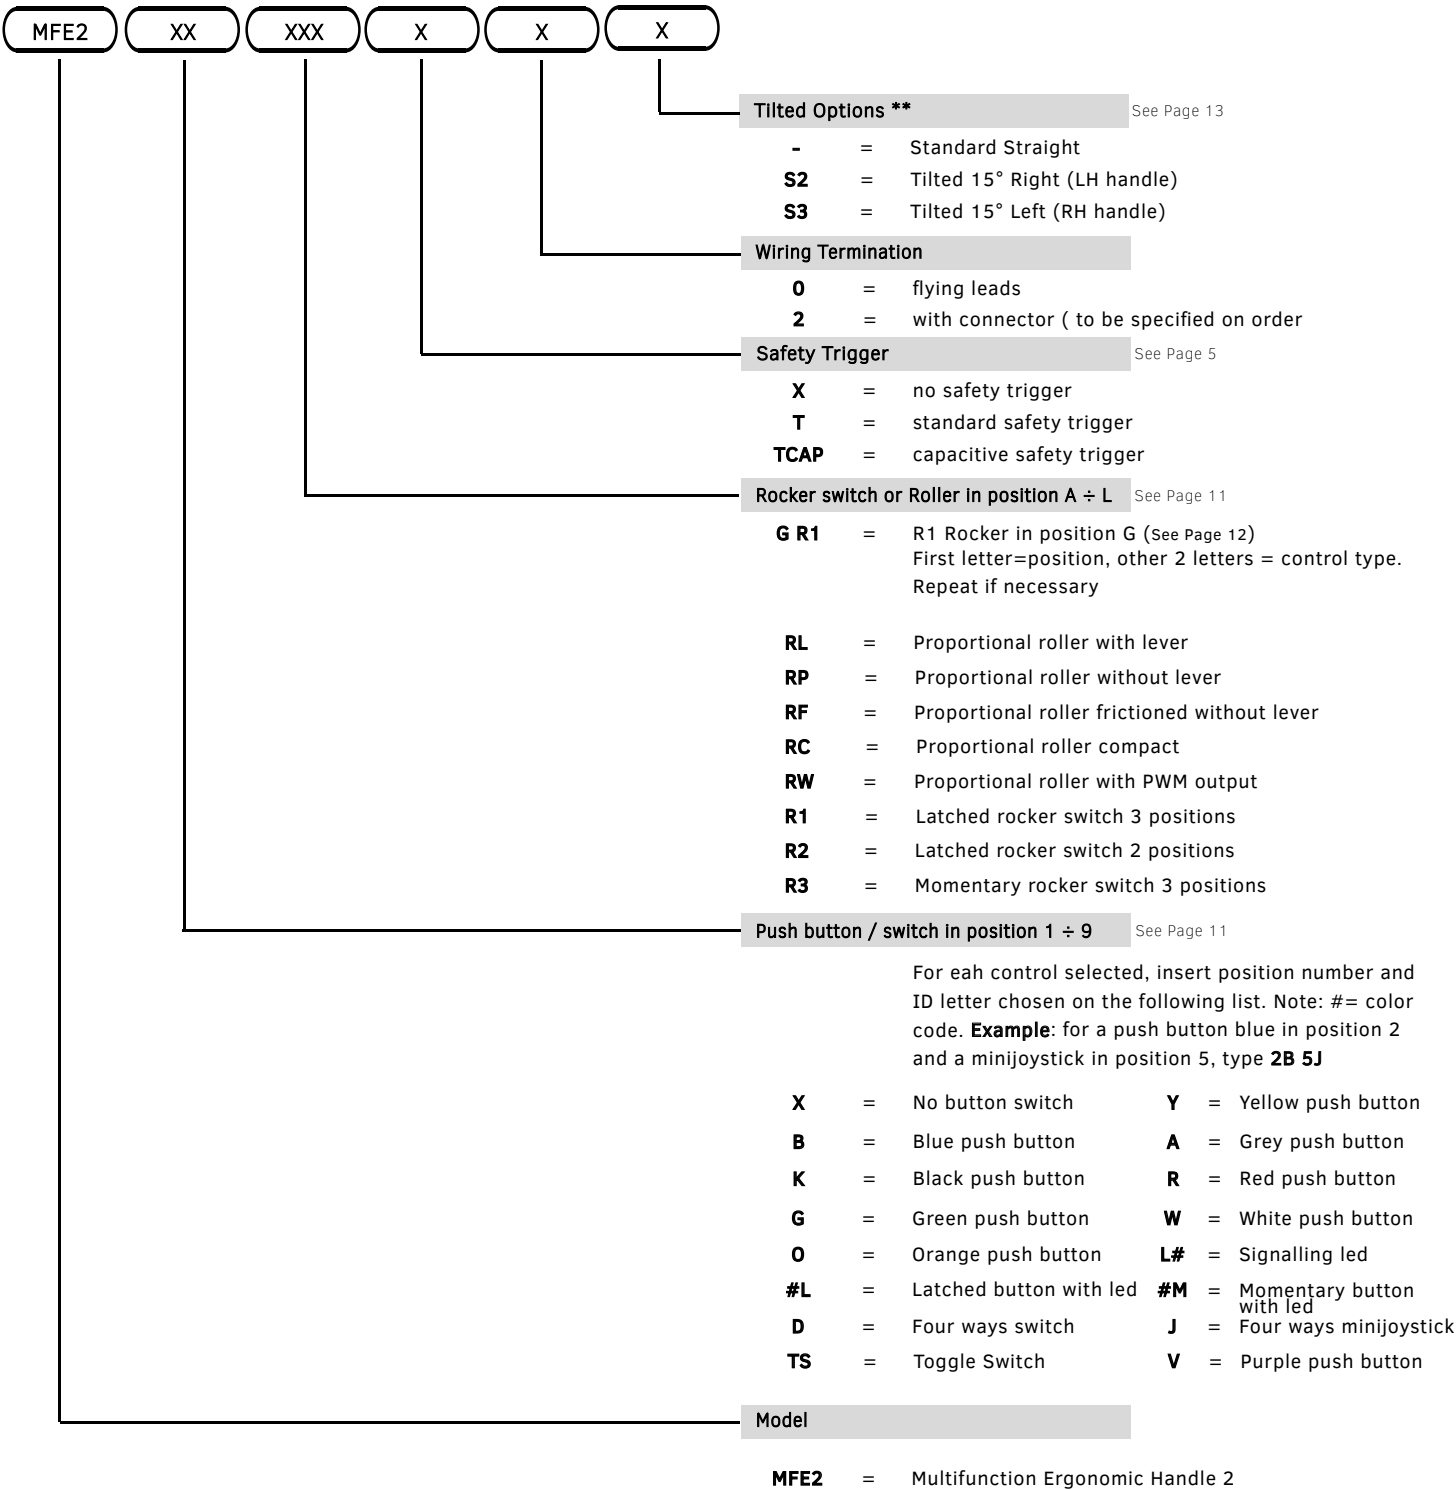 MFE2 XX XXX X X X
Tilted Options ** See Page 13
- = Standard Straight
S2 = Tilted 15° Right (LH handle)
S3 = Tilted 15° Left (RH handle)
Wiring Termination
0 = flying leads
2 = with connector ( to be specified on order
Safety Trigger See Page 5
X = no safety trigger
T = standard safety trigger
TCAP = capacitive safety trigger
Rocker switch or Roller in position A ÷ L See Page 11
G R1 = R1 Rocker in position G (See Page 12)
First letter=position, other 2 letters = control type.
Repeat if necessary
RL = Proportional roller with lever
RP = Proportional roller without lever
RF = Proportional roller frictioned without lever
RC = Proportional roller compact
RW = Proportional roller with PWM output
R1 = Latched rocker switch 3 positions
R2 = Latched rocker switch 2 positions
R3 = Momentary rocker switch 3 positions
Push button / switch in position 1 ÷ 9 See Page 11
For eah control selected, insert position number and
ID letter chosen on the following list. Note: #= color
code. Example: for a push button blue in position 2
and a minijoystick in position 5, type 2B 5J
X = No button switch Y = Yellow push button
B = Blue push button A = Grey push button
K = Black push button R = Red push button
G = Green push button W = White push button
O = Orange push button L# = Signalling led
#L = Latched button with led #M = Momentary button
with led
D = Four ways switch J = Four ways minijoystick
TS = Toggle Switch V = Purple push button
Model
MFE2 = Multifunction Ergonomic Handle 2